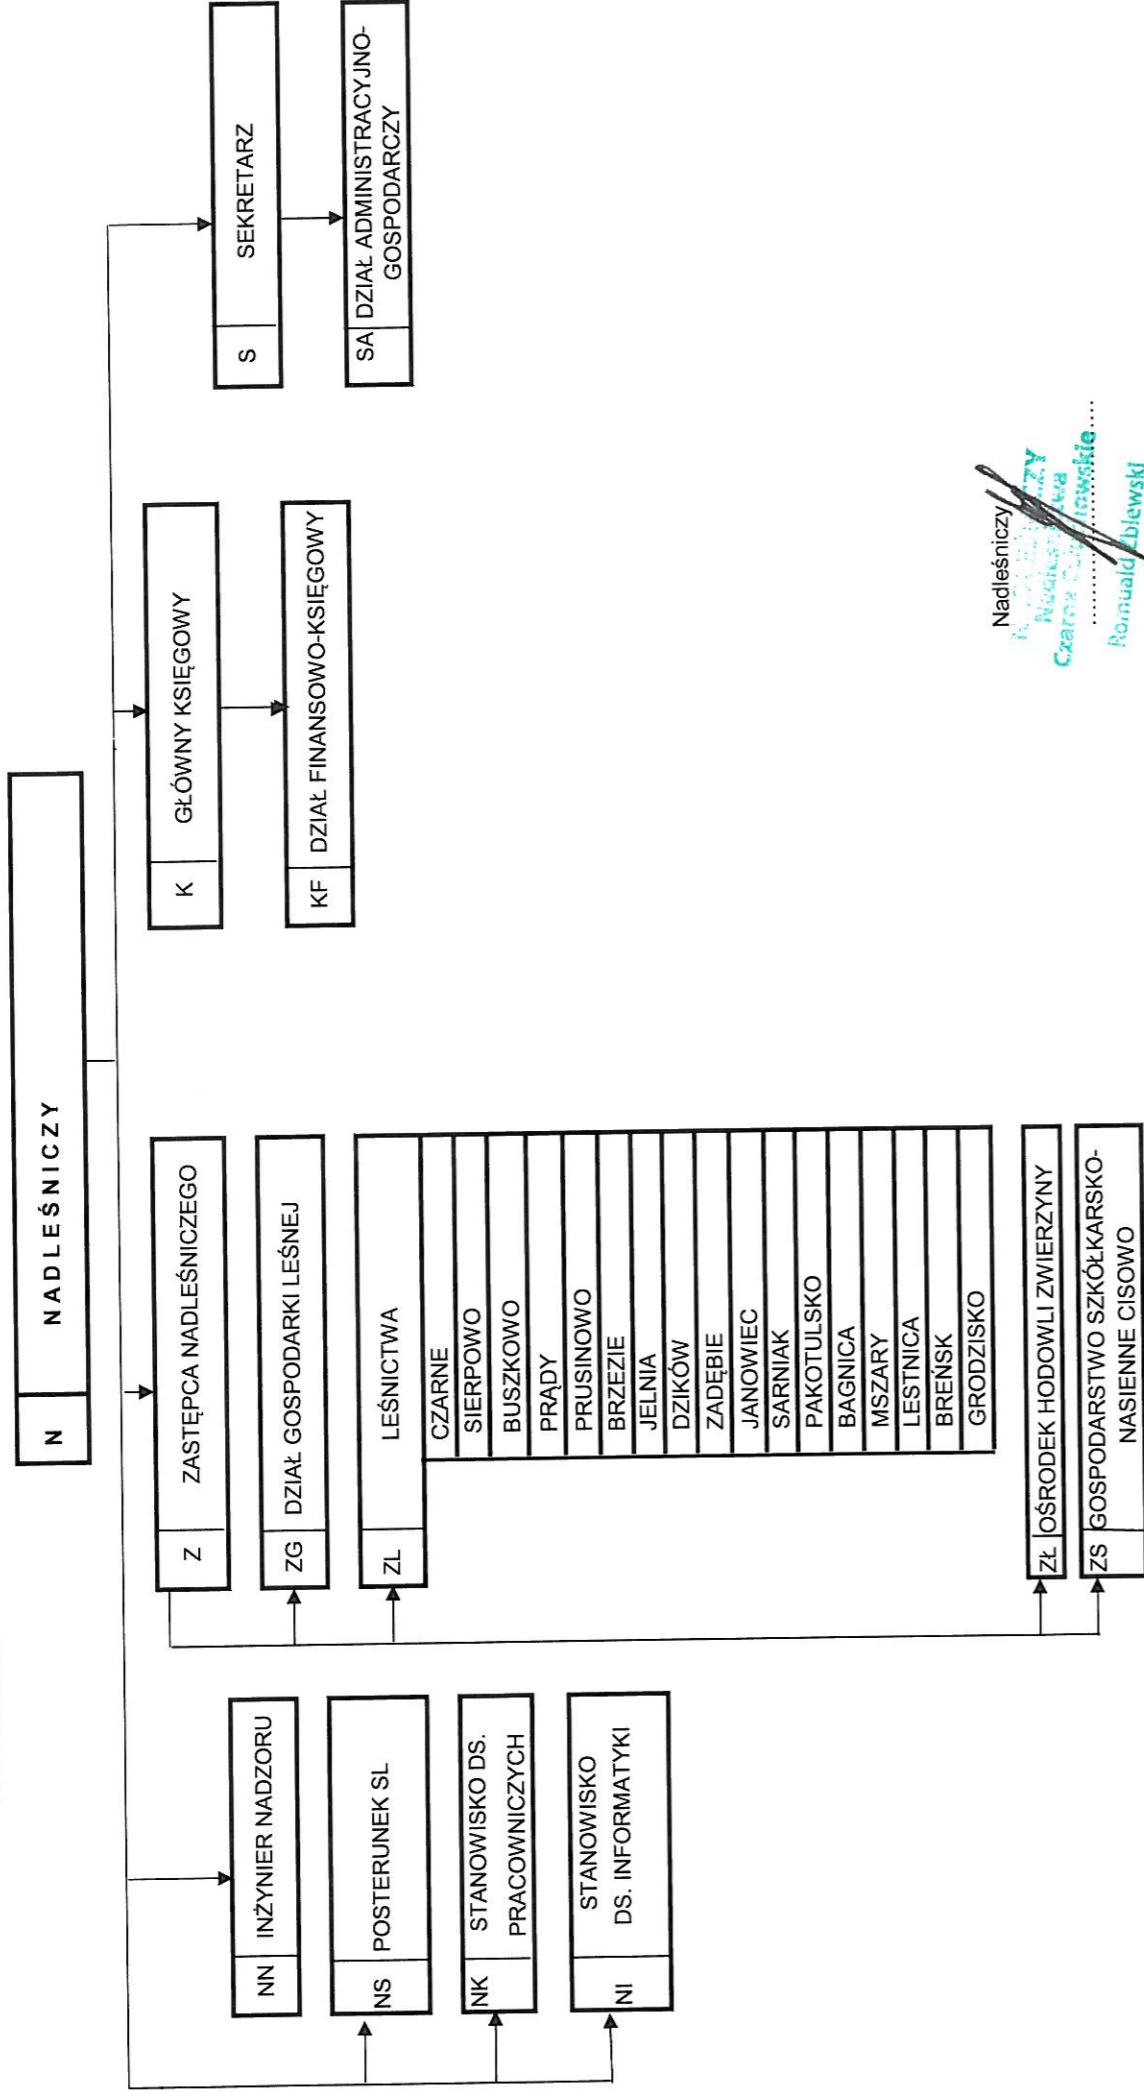 N NADLEŚNICZY
NN INŻYNIER NADZORU
NS POSTERUNEK SL
NK STANOWISKO DS.
PRACOWNICZYCH
NI STANOWISKO
DS. INFORMATYKI
Z ZASTĘPCA NADLEŚNICZEGO
ZG DZIAŁ GOSPODARKI LEŚNEJ
ZL LEŚNICTWA
CZARNE
SIERPOWO
BUSZKOWO
PRĄDY
PRUSINOWO
BRZEZIE
JELNIA
DZIKÓW
ZADĘBIE
JANOWIEC
SARNIAK
PAKOTULSKO
BAGNICA
MSZARY
LESTNICA
BREŃSK
GRODZISKO
ZŁ OŚRODEK HODOWLI ZWIERZYNY
ZS GOSPODARSTWO SZKÓŁKARSKO-
NASIENNE CISOWO
K GŁÓWNY KSIĘGOWY
KF DZIAŁ FINANSOWO-KSIĘGOWY
S SEKRETARZ
SA DZIAŁ ADMINISTRACYJNO-
GOSPODARCZY
Nadleśniczy
Romuald Zblewski